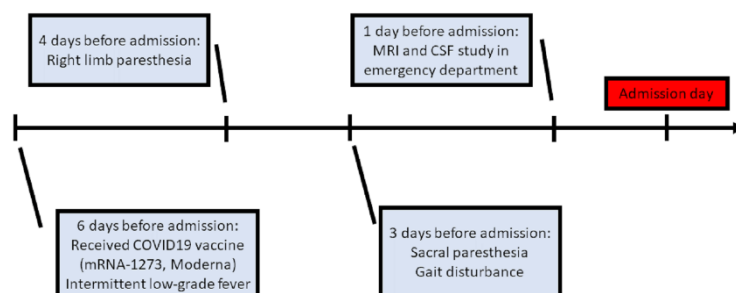 4 days before admission:
Right limb paresthesia
1 day before admission:
MRI and CSF study in
emergency department
Admission day
6 days before admission:
Received COVID19 vaccine
(mRNA-1273, Moderna)
Intermittent low-grade fever
3 days before admission:
Sacral paresthesia
Gait disturbance